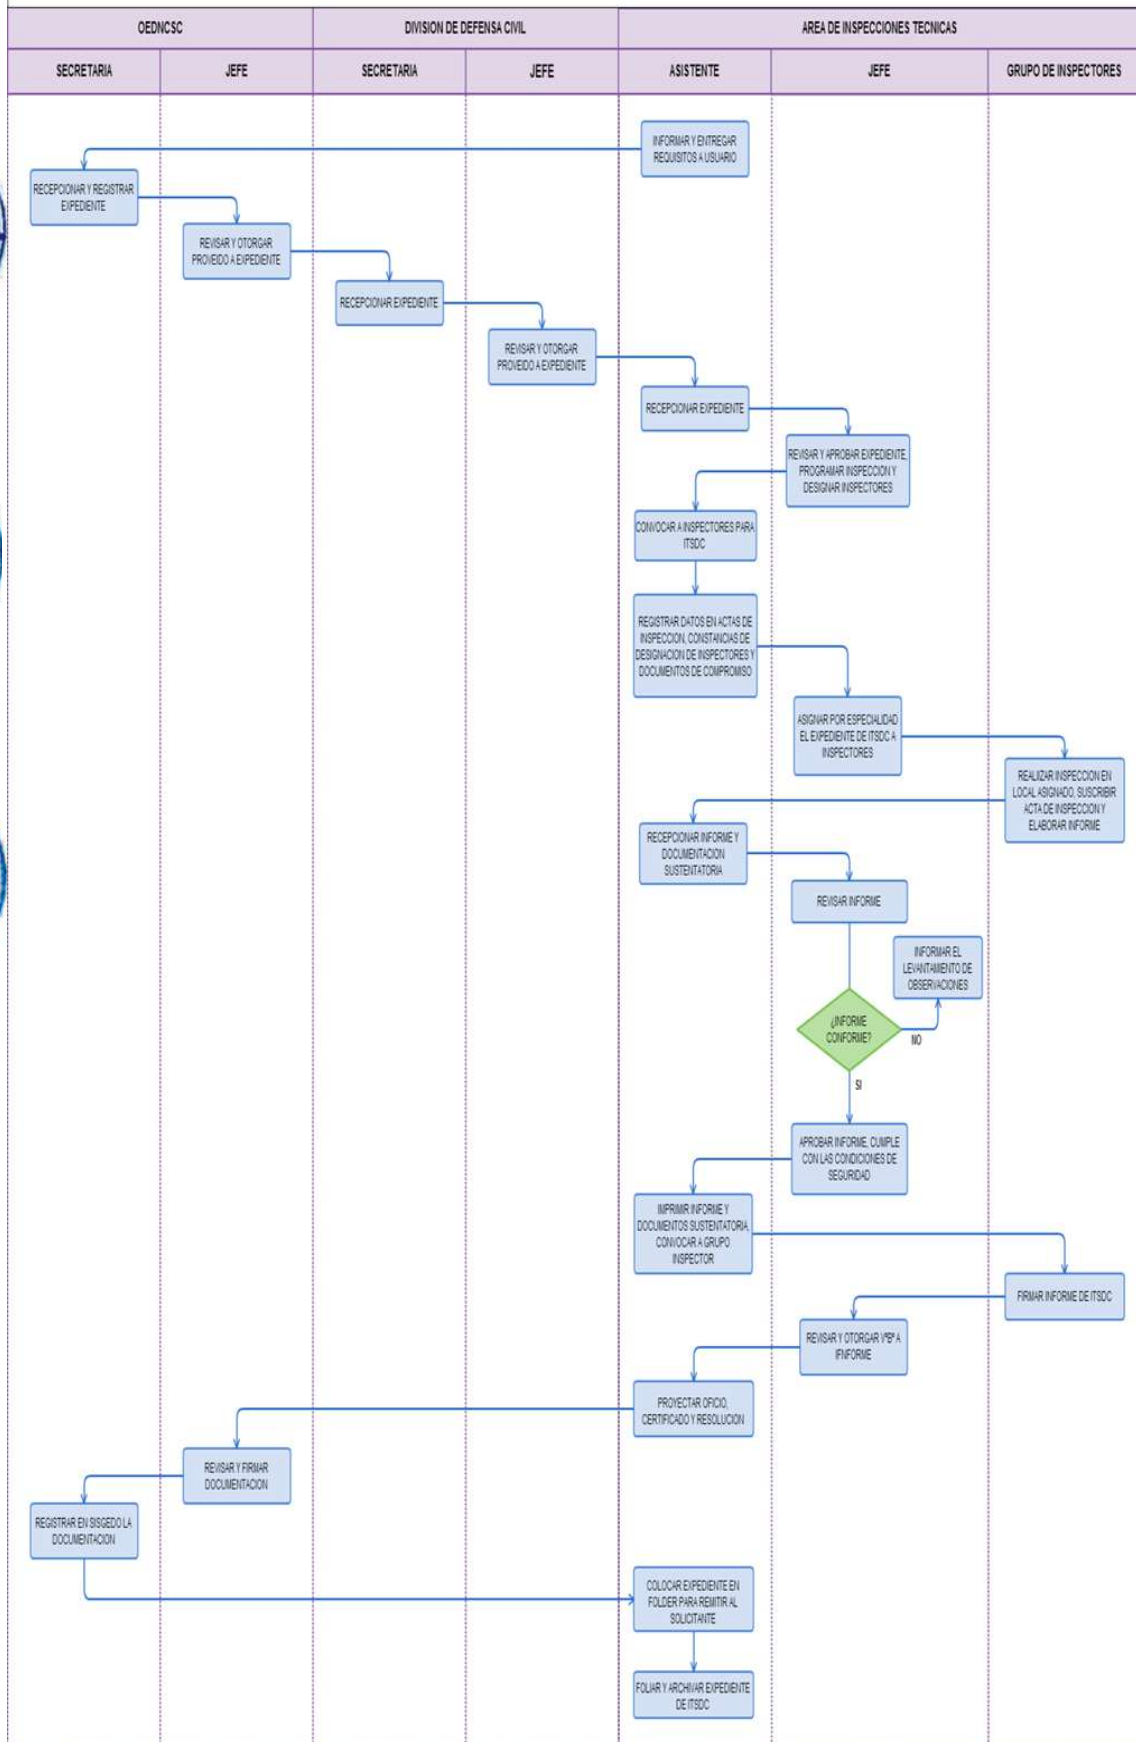 OEDNCSC
DIVISION DE DEFENSA CIVIL
AREA DE INSPECCIONES TECNICAS
SECRETARIA
JEFE
SECRETARIA
JEFE
ASISTENTE
JEFE
GRUPO DE INSPECTORES
INFORMAR Y ENTREGAR
REQUISITOS A USUARIO
RECEPCIONAR Y REGISTRAR
EXPEDIENTE
REVISAR Y OTORGAR
PROVEIDO A EXPEDIENTE
RECEPCIONAR EXPEDIENTE
REVISAR Y OTORGAR
PROVEIDO A EXPEDIENTE
RECEPCIONAR EXPEDIENTE
REVISAR Y APROBAR EXPEDIENTE,
PROGRAMAR INSPECCION Y
DESIGNAR INSPECTORES
CONVOCAR A INSPECTORES PARA
ITSDC
REGISTRAR DATOS EN ACTAS DE
INSPECCION, CONSTANCIAS DE
DESIGNACION DE INSPECTORES Y
DOCUMENTOS DE COMPROMISO
ASIGNAR POR ESPECIALIDAD
EL EXPEDIENTE DE ITSDC A
INSPECTORES
REALIZAR INSPECCION EN
LOCAL ASIGNADO, SUSCRIBIR
ACTA DE INSPECCION Y
ELABORAR INFORME
RECEPCIONAR INFORME Y
DOCUMENTACION
SUSTENTATORIA
REVISAR INFORME
INFORMAR EL
LEVANTAMIENTO DE
OBSERVACIONES
¿INFORME
CONFORME?
NO
SI
APROBAR INFORME, CUMPLE
CON LAS CONDICIONES DE
SEGURIDAD
IMPRIMIR INFORME Y
DOCUMENTOS SUSTENTATORIA,
CONVOCAR A GRUPO
INSPECTOR
FIRMAR INFORME DE ITSDC
REVISAR Y OTORGAR VºBº A
IFNFORME
PROYECTAR OFICIO,
CERTIFICADO Y RESOLUCION
REVISAR Y FIRMAR
DOCUMENTACION
REGISTRAR EN SISGEDO LA
DOCUMENTACION
COLOCAR EXPEDIENTE EN
FOLDER PARA REMITIR AL
SOLICITANTE
FOLIAR Y ARCHIVAR EXPEDIENTE
DE ITSDC